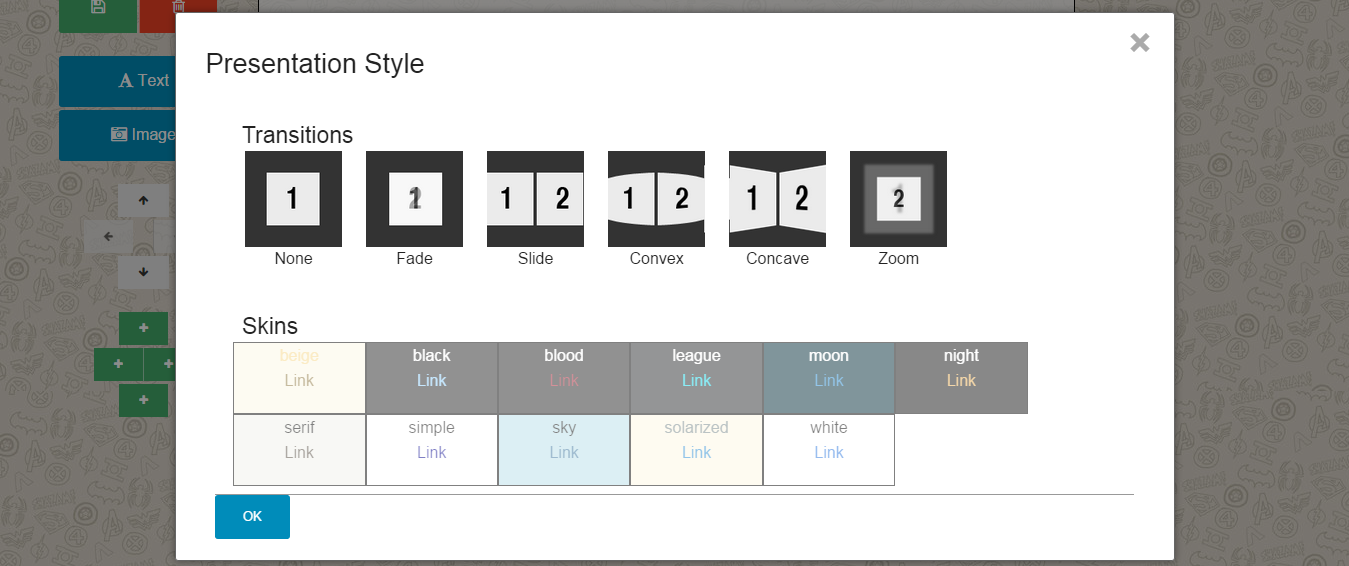 Text
Image
Presentation Style
Transitions
1
1 2
1 2
1 2
1 2
2
None Fade Slide Convex Concave Zoom
Skins
beige black blood league moon night
Link Link Link Link Link Link
serif simple sky solarized white
Link Link Link Link Link
OK